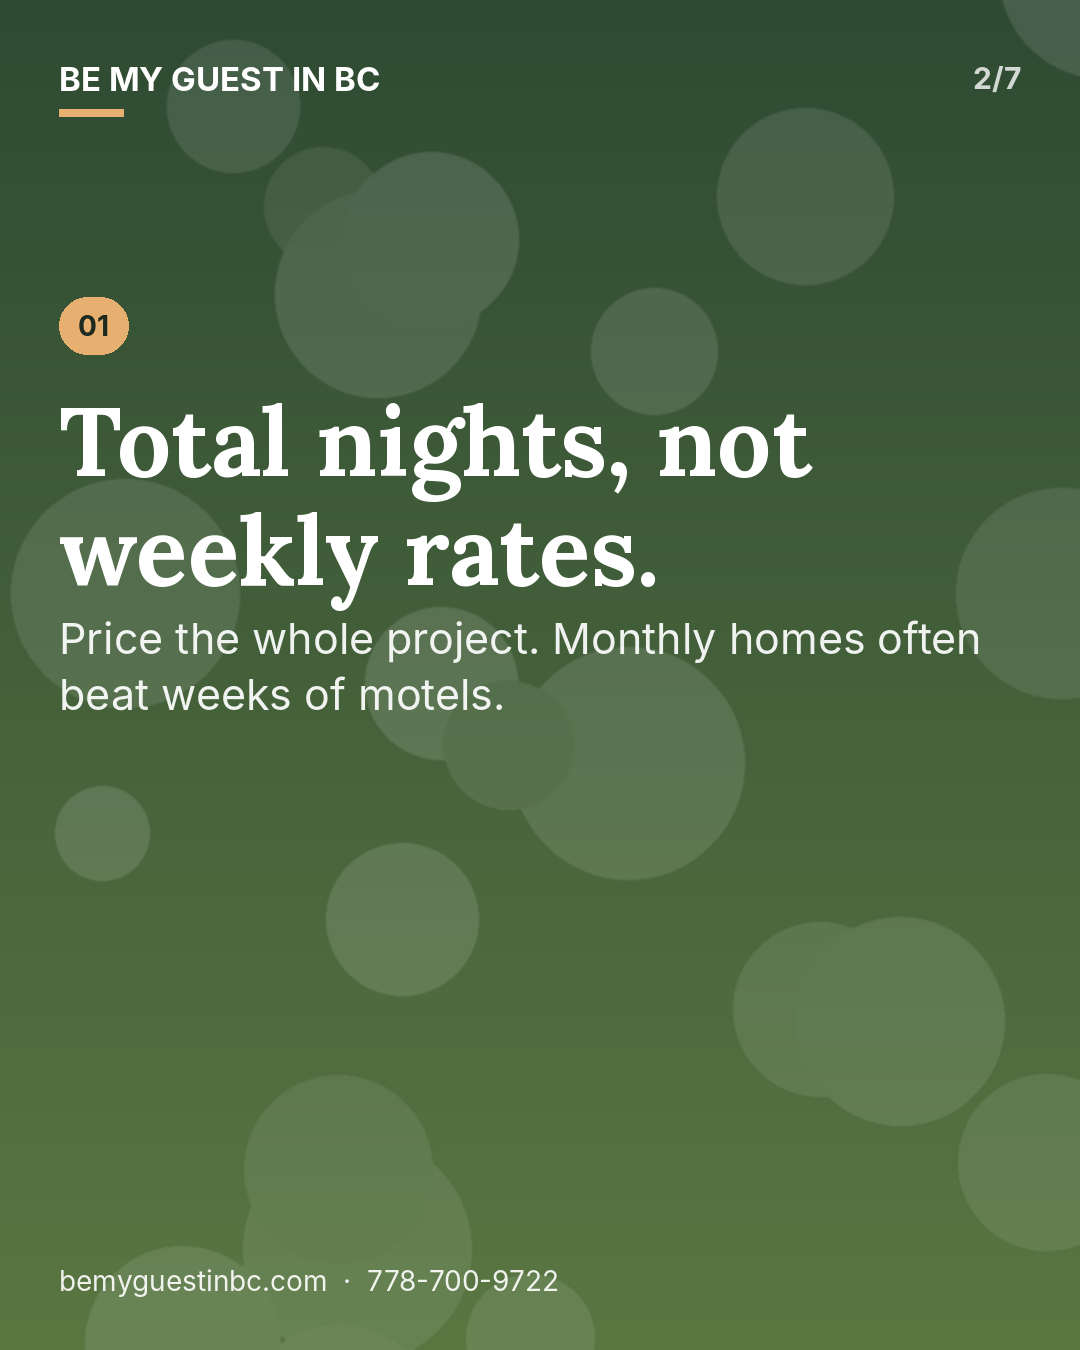 BE MY GUEST IN BC
2/7
01
Total nights, not
weekly rates.
Price the whole project. Monthly homes often
beat weeks of motels.
bemyguestinbc.com · 778-700-9722